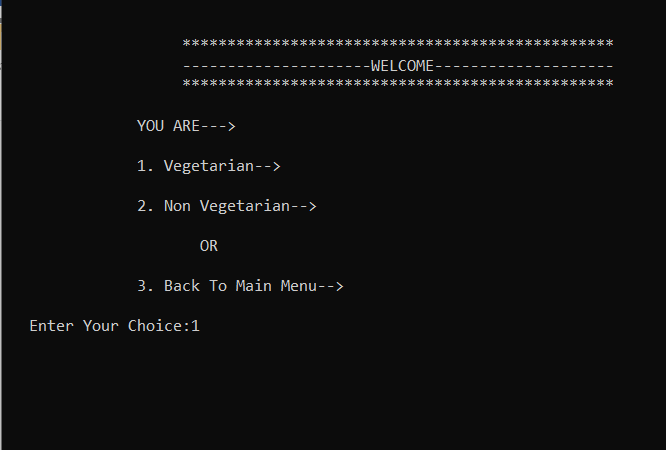 ************************************************
---------------------WELCOME--------------------
************************************************
YOU ARE--->
1. Vegetarian-->
2. Non Vegetarian-->
OR
3. Back To Main Menu-->
Enter Your Choice:1